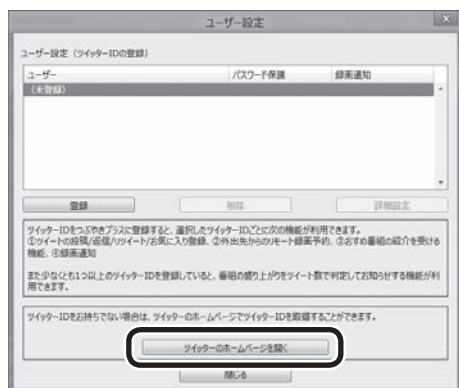 ユーザー設定
ユーザー設定（ツイッターIDの登録）
ユーザー パスワード保護 録画通知
（未登録）
登録 削除 詳細設定
ツイッターIDをつぶやきプラスに登録すると、選択したツイッターIDごとに次の機能が利用できます。
①ツイートの投稿/返信/リツイート/お気に入り登録、②外出先からのリモート録画予約、③おすすめ番組の紹介を受ける
機能、④録画通知
また少なくとも1つ以上のツイッターIDを登録していると、番組の盛り上がりをツイート数で判定してお知らせする機能が利
用できます。
ツイッターIDをお持ちでない場合は、ツイッターのホームページでツイッターIDを取得することができます。
ツイッターのホームページを開く
閉じる